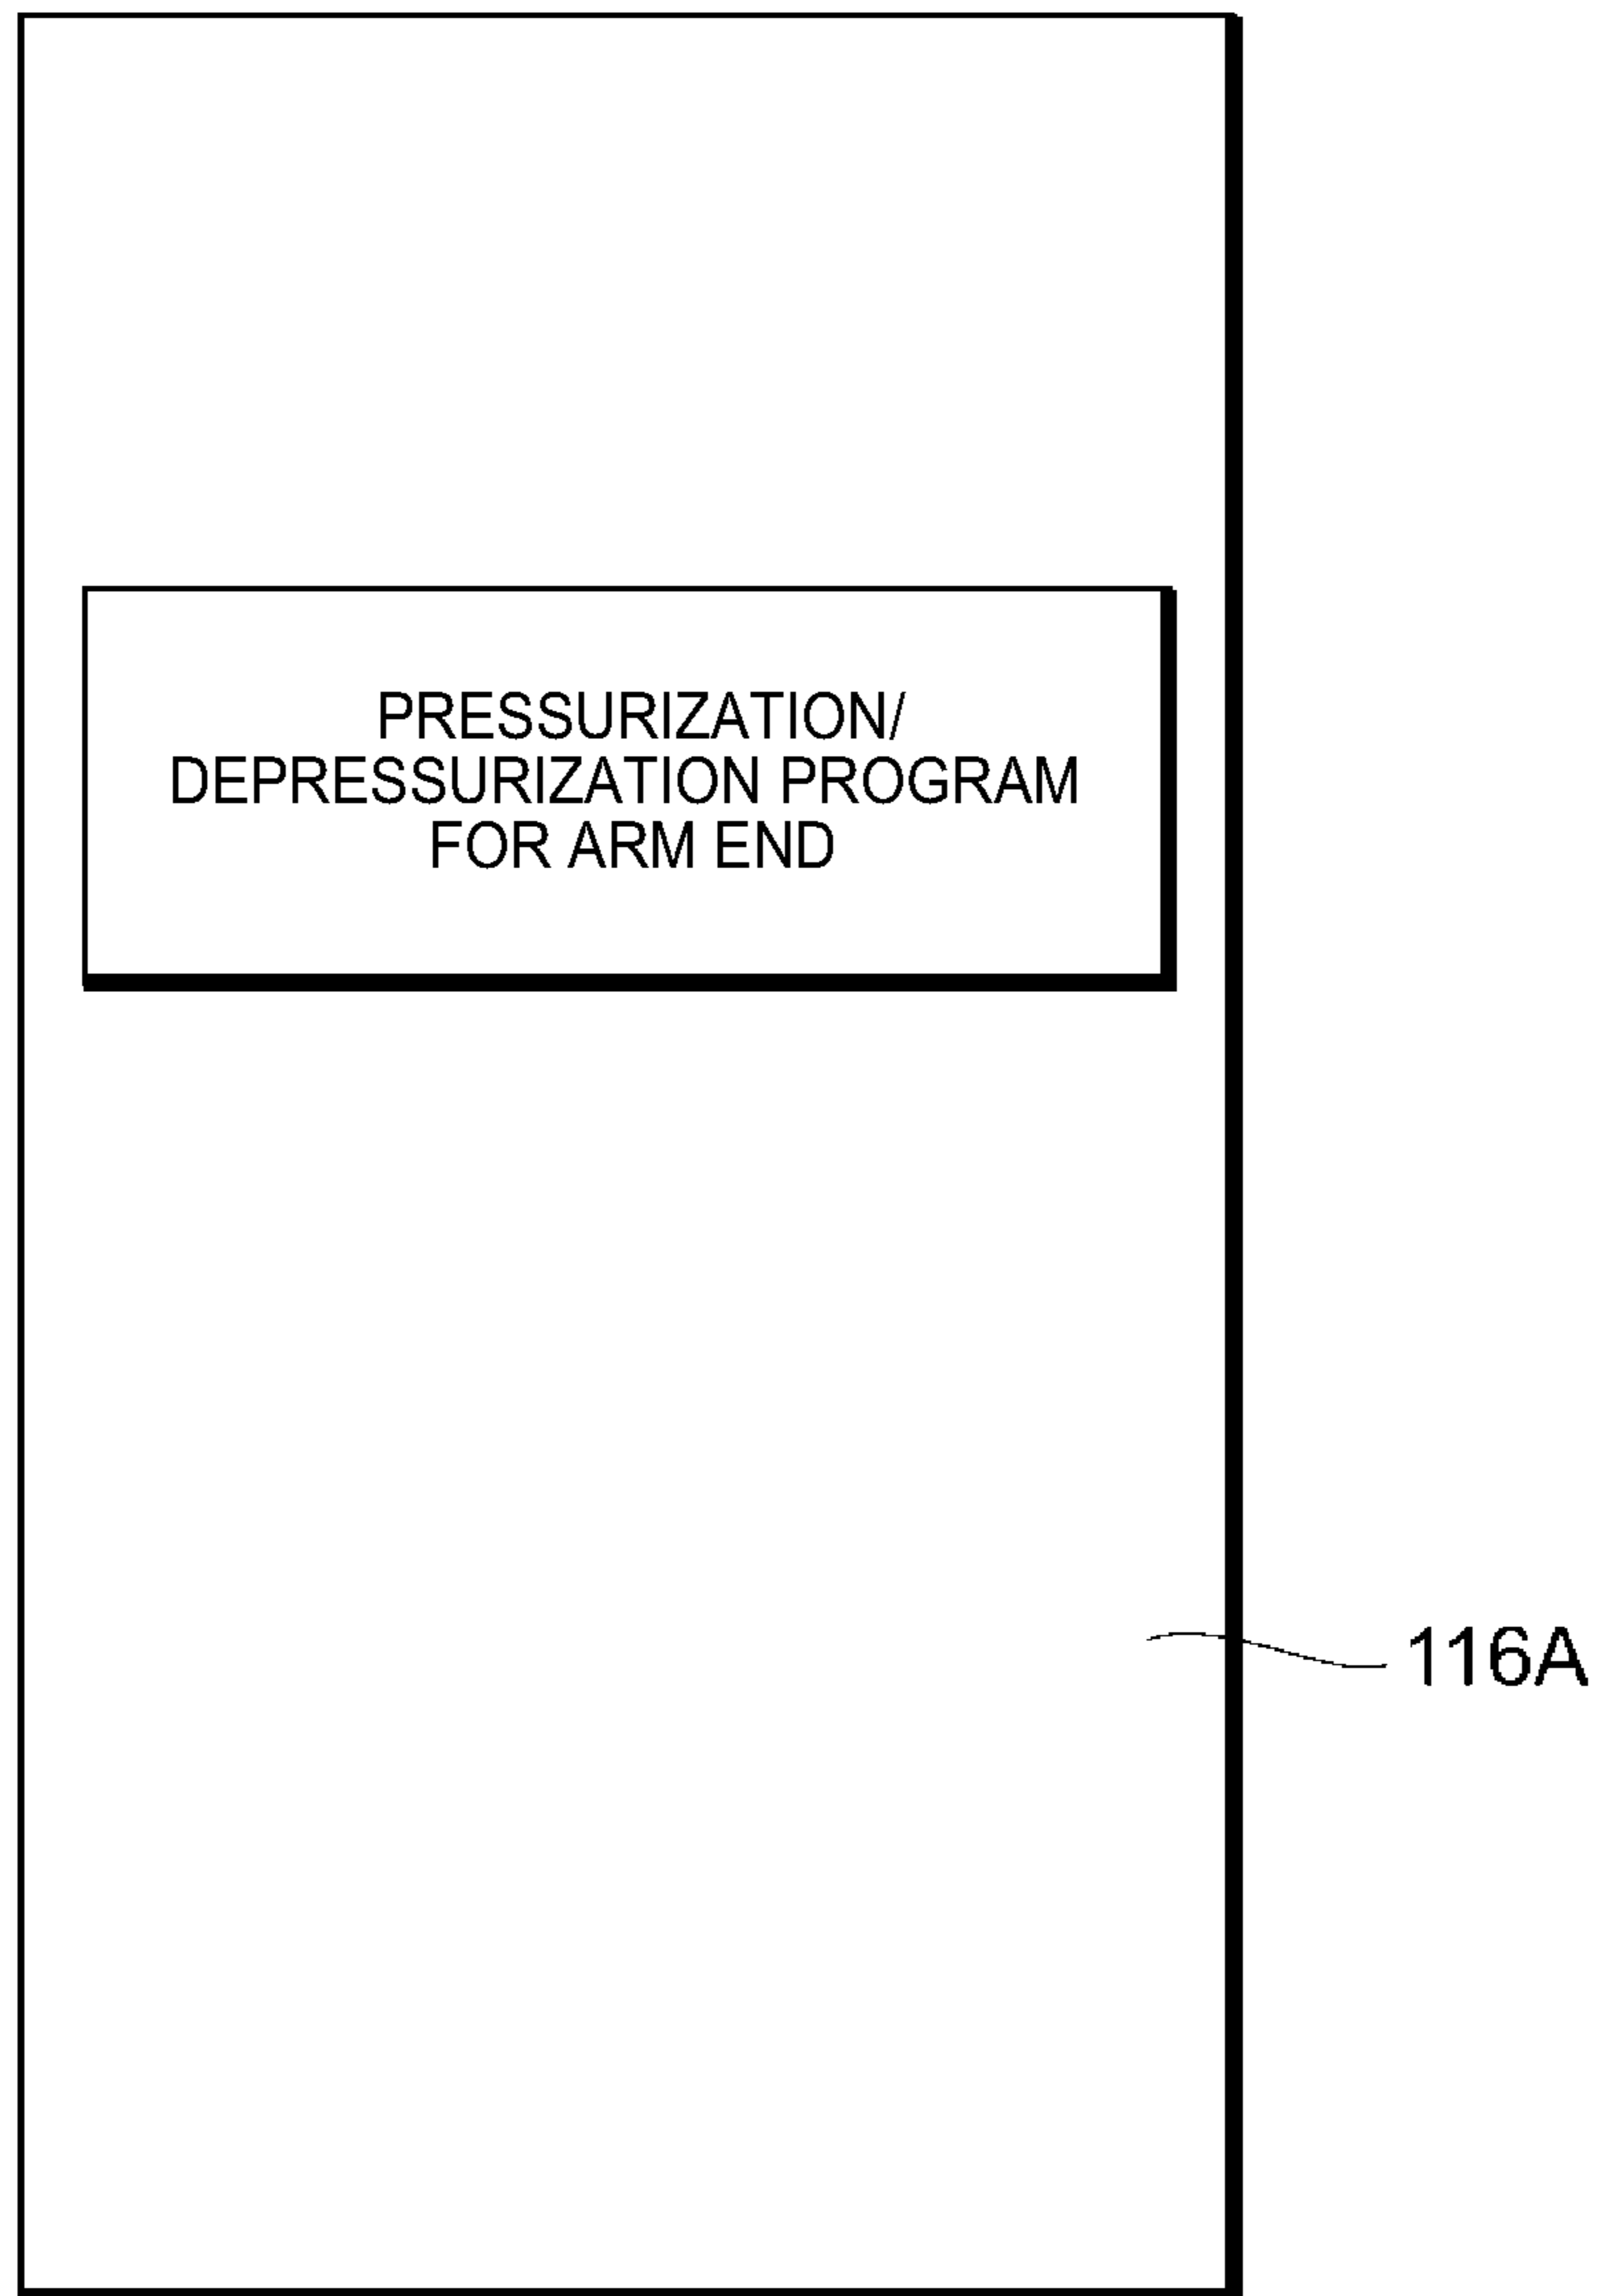 PRESSURIZATION/
DEPRESSURIZATION PROGRAM
FOR ARM END
116A